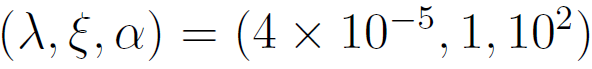 (λ, ξ, α) = (4 × 10⁻⁵, 1, 10²)